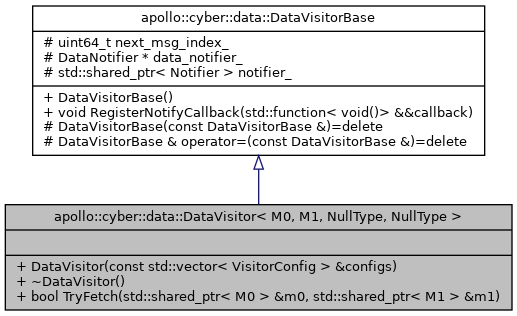 apollo::cyber::data::DataVisitorBase
# uint64_t next_msg_index_
# DataNotifier * data_notifier_
# std::shared_ptr< Notifier > notifier_
+ DataVisitorBase()
+ void RegisterNotifyCallback(std::function< void()> &&callback)
# DataVisitorBase(const DataVisitorBase &)=delete
# DataVisitorBase & operator=(const DataVisitorBase &)=delete
apollo::cyber::data::DataVisitor< M0, M1, NullType, NullType >
+ DataVisitor(const std::vector< VisitorConfig > &configs)
+ ~DataVisitor()
+ bool TryFetch(std::shared_ptr< M0 > &m0, std::shared_ptr< M1 > &m1)